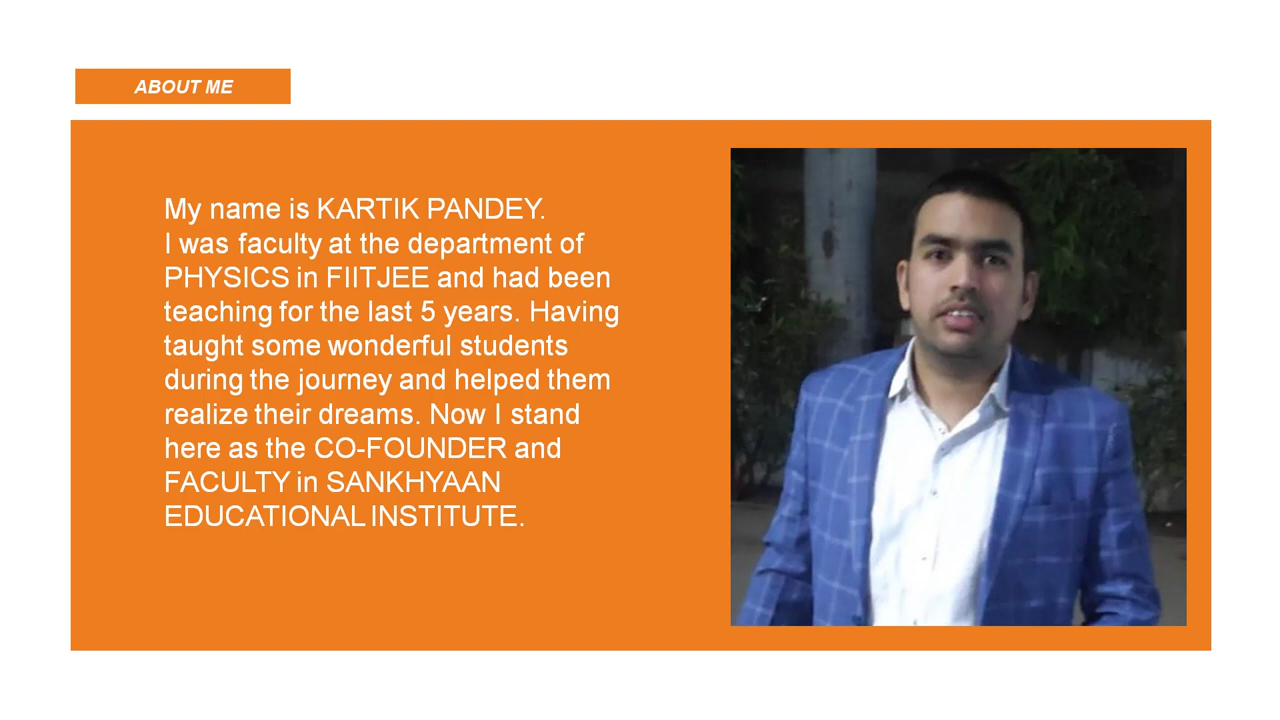 ABOUT ME
My name is KARTIK PANDEY.
I was faculty at the department of
PHYSICS in FIITJEE and had been
teaching for the last 5 years. Having
taught some wonderful students
during the journey and helped them
realize their dreams. Now I stand
here as the CO-FOUNDER and
FACULTY in SANKHYAAN
EDUCATIONAL INSTITUTE.